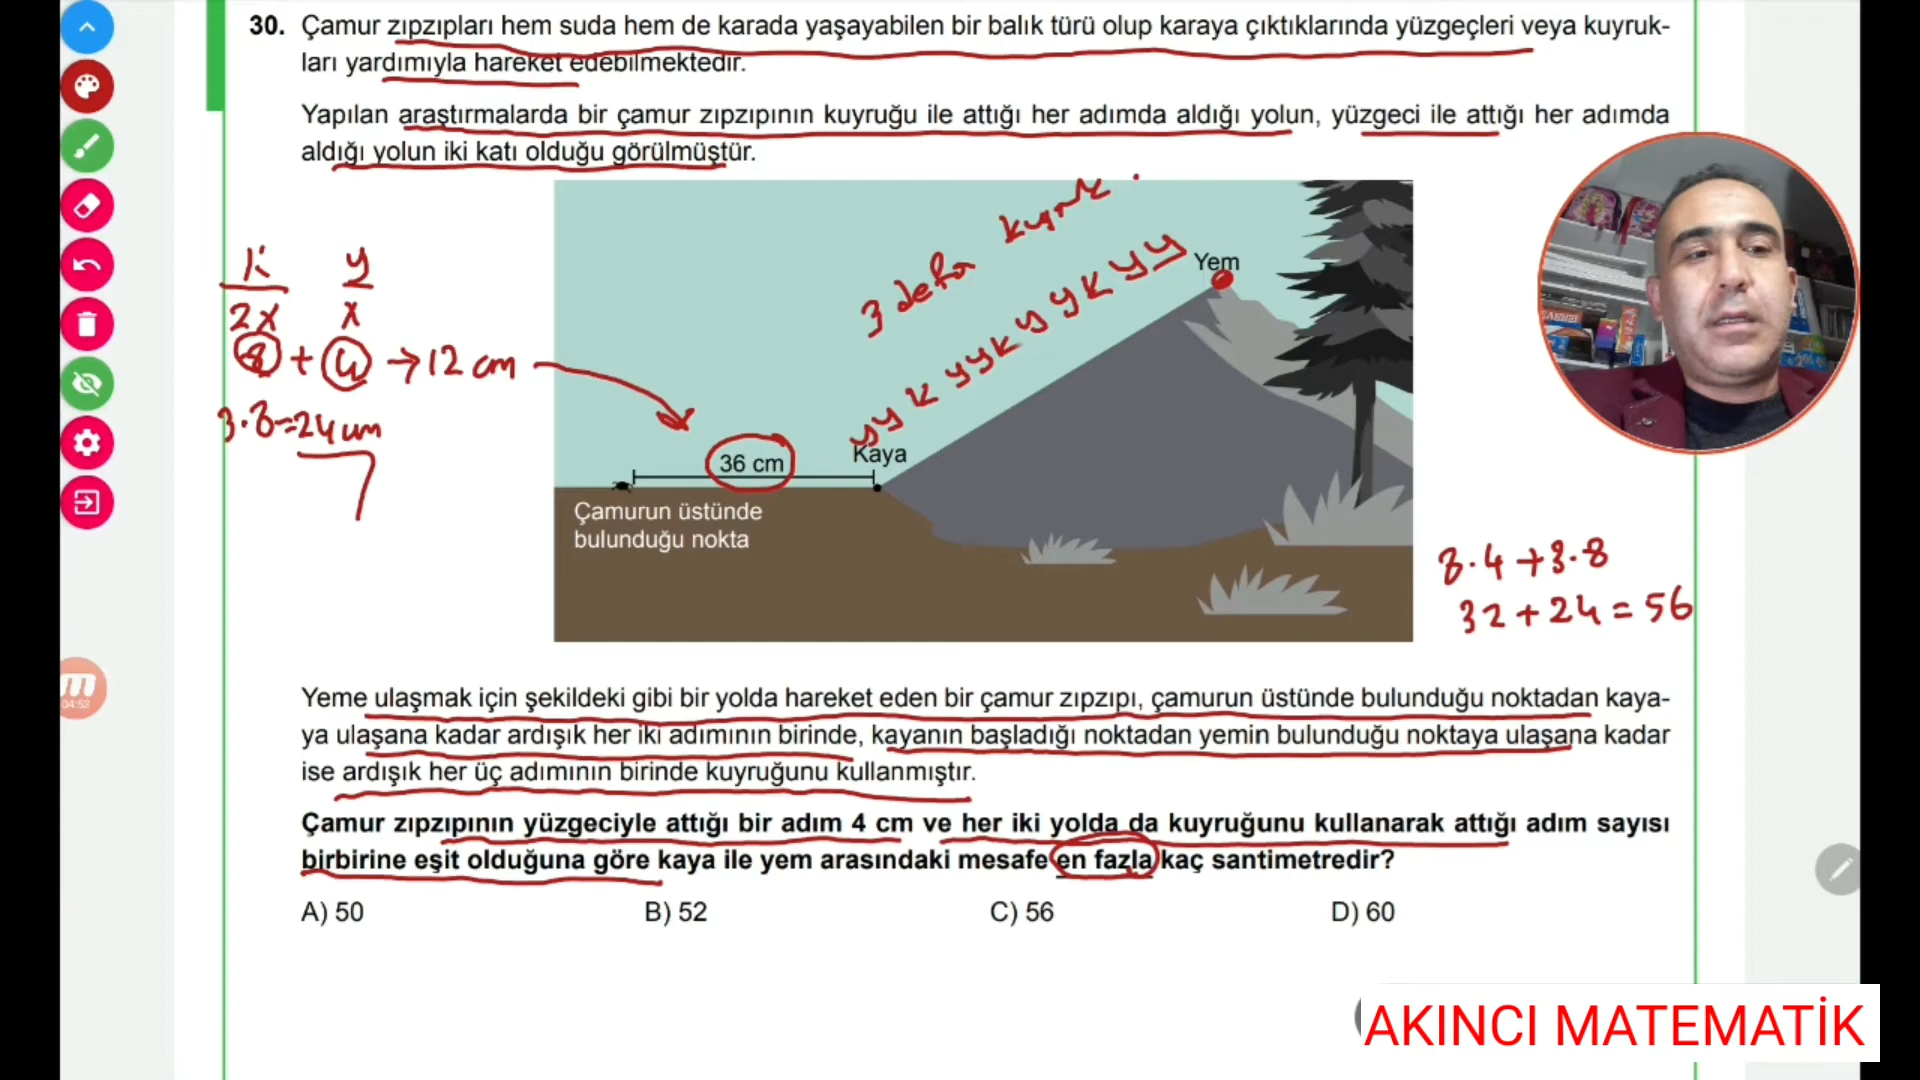 30. Çamur zıpzıpları hem suda hem de karada yaşayabilen bir balık türü olup karaya çıktıklarında yüzgeçleri veya kuyruk-
ları yardımıyla hareket edebilmektedir.
Yapılan araştırmalarda bir çamur zıpzıpının kuyruğu ile attığı her adımda aldığı yolun, yüzgeci ile attığı her adımda
aldığı yolun iki katı olduğu görülmüştür.
3 defa kuyruk
K y
2x x
8 + 4 → 12 cm
3.8=24cm
yy K yyK y yK yy
Yem
Kaya
36 cm
Çamurun üstünde
bulunduğu nokta
8.4+3.8
32+24=56
Yeme ulaşmak için şekildeki gibi bir yolda hareket eden bir çamur zıpzıpı, çamurun üstünde bulunduğu noktadan kaya-
ya ulaşana kadar ardışık her iki adımının birinde, kayanın başladığı noktadan yemin bulunduğu noktaya ulaşana kadar
ise ardışık her üç adımının birinde kuyruğunu kullanmıştır.
Çamur zıpzıpının yüzgeciyle attığı bir adım 4 cm ve her iki yolda da kuyruğunu kullanarak attığı adım sayısı
birbirine eşit olduğuna göre kaya ile yem arasındaki mesafe en fazla kaç santimetredir?
A) 50 B) 52 C) 56 D) 60
04:53
AKINCI MATEMATİK